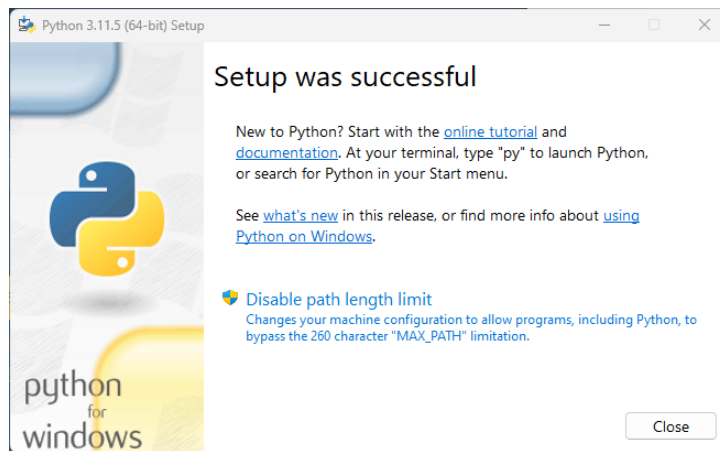 Python 3.11.5 (64-bit) Setup
Setup was successful
New to Python? Start with the online tutorial and
documentation. At your terminal, type "py" to launch Python,
or search for Python in your Start menu.
See what's new in this release, or find more info about using
Python on Windows.
Disable path length limit
Changes your machine configuration to allow programs, including Python, to
bypass the 260 character "MAX_PATH" limitation.
python
for
windows
Close